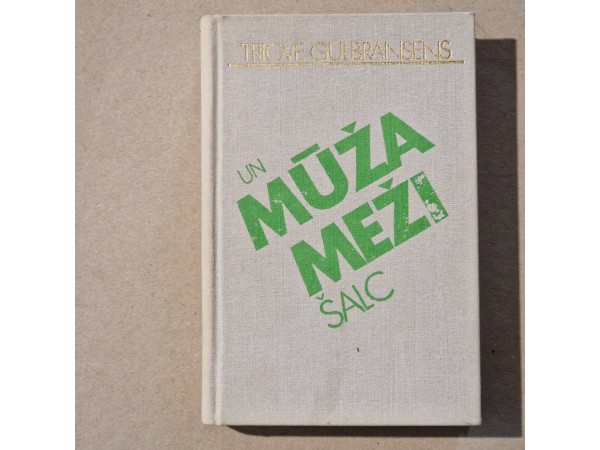 TRIGVE GULBRANSENS
UN
MŪŽA
MEŽI
ŠALC